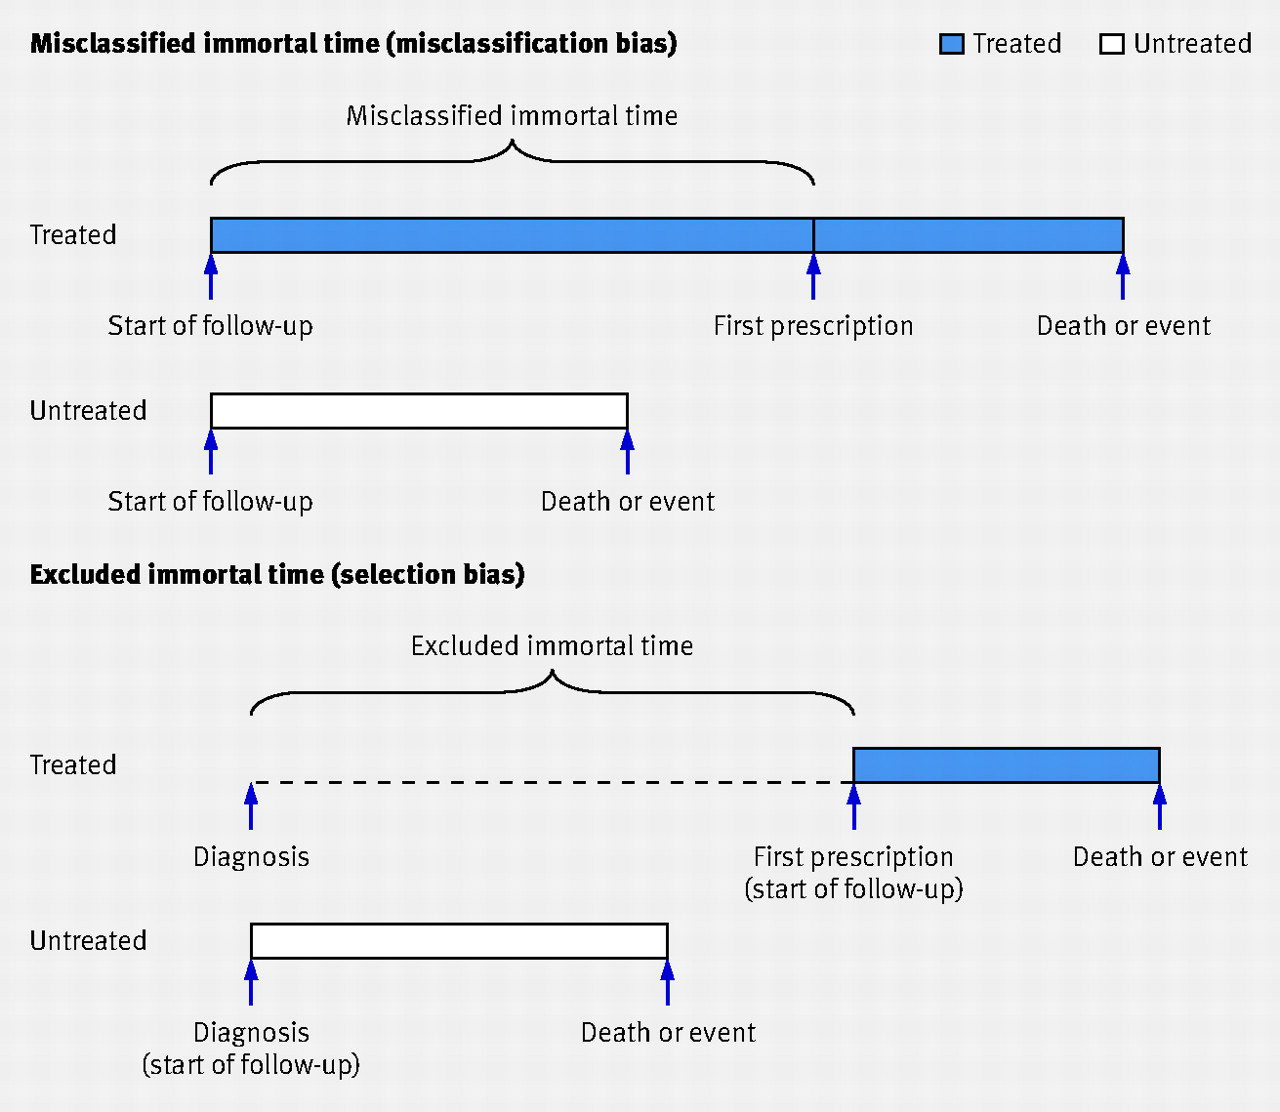 Misclassified immortal time (misclassification bias)
Treated
Untreated
Misclassified immortal time
Treated
Start of follow-up
First prescription
Death or event
Untreated
Start of follow-up
Death or event
Excluded immortal time (selection bias)
Excluded immortal time
Treated
Diagnosis
First prescription
(start of follow-up)
Death or event
Untreated
Diagnosis
(start of follow-up)
Death or event